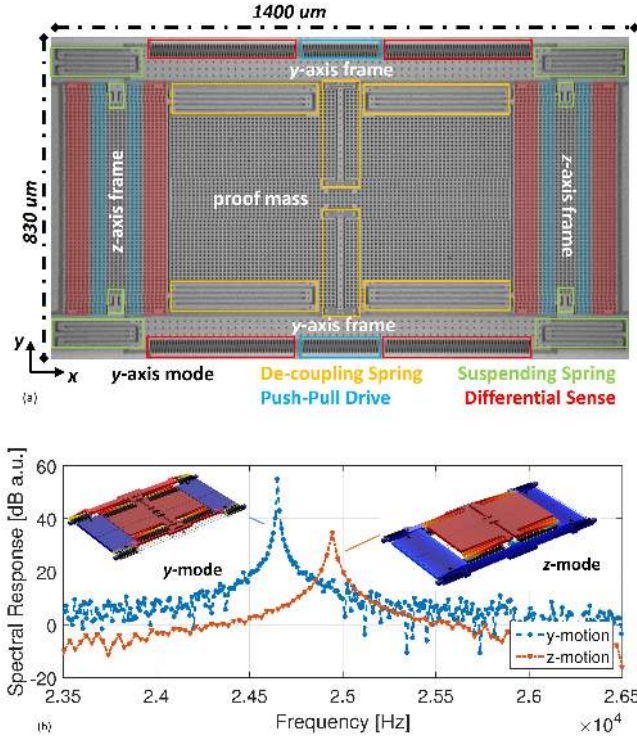 1400 um
y-axis frame
830 um
z-axis frame
proof mass
z-axis frame
y-axis frame
y
x
y-axis mode
De-coupling Spring
Suspending Spring
Push-Pull Drive
Differential Sense
(a)
60
40
20
0
-20
Spectral Response [dB a.u.]
y-mode
z-mode
y-motion
z-motion
2.35
2.4
2.45
2.5
2.55
2.6
2.65
Frequency [Hz]
×10⁴
(b)